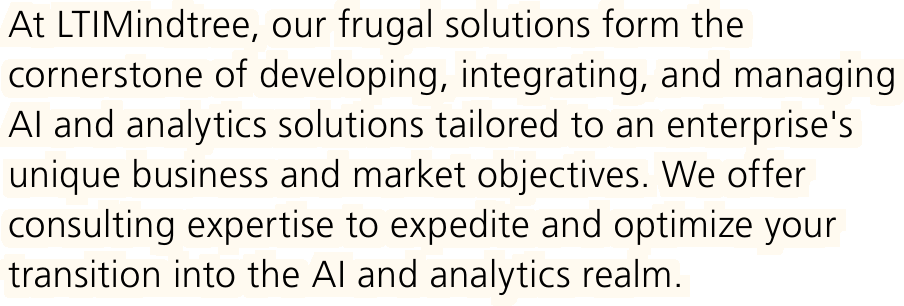 At LTIMindtree, our frugal solutions form the
cornerstone of developing, integrating, and managing
AI and analytics solutions tailored to an enterprise's
unique business and market objectives. We offer
consulting expertise to expedite and optimize your
transition into the AI and analytics realm.